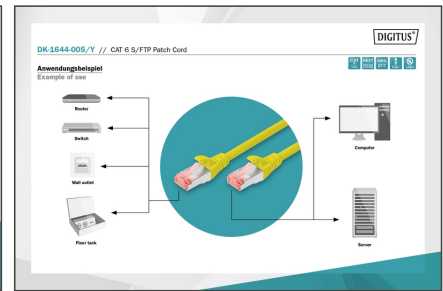 DIGITUS®
DK-1644-005/Y // CAT 6 S/FTP Patch Cord
Anwendungsbeispiel
Example of use
Router
Switch
Wall outlet
Floor tank
Computer
Server